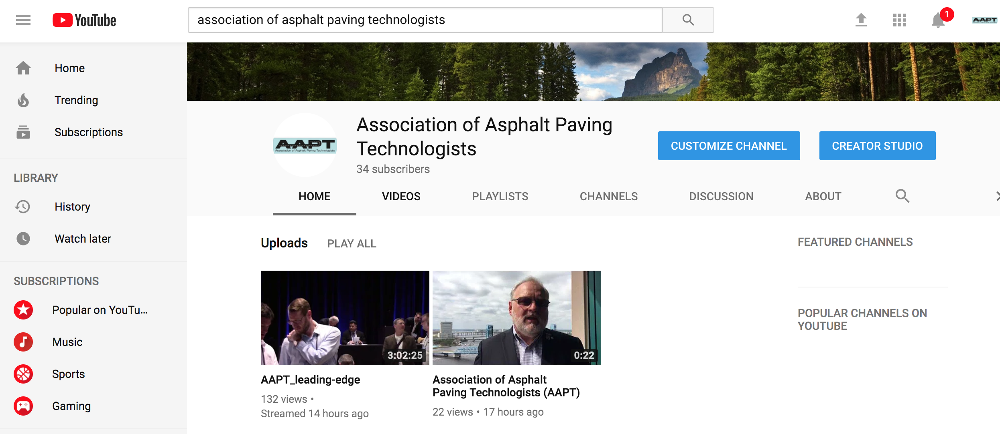 YouTube
association of asphalt paving technologists
1
AAPT
Home
Trending
Subscriptions
LIBRARY
History
Watch later
SUBSCRIPTIONS
Popular on YouTu...
Music
Sports
Gaming
AAPT
Association of Asphalt Paving Technologists
Association of Asphalt Paving
Technologists
34 subscribers
CUSTOMIZE CHANNEL
CREATOR STUDIO
HOME
VIDEOS
PLAYLISTS
CHANNELS
DISCUSSION
ABOUT
Uploads
PLAY ALL
3:02:25
AAPT_leading-edge
132 views •
Streamed 14 hours ago
0:22
Association of Asphalt
Paving Technologists (AAPT)
22 views • 17 hours ago
FEATURED CHANNELS
POPULAR CHANNELS ON
YOUTUBE